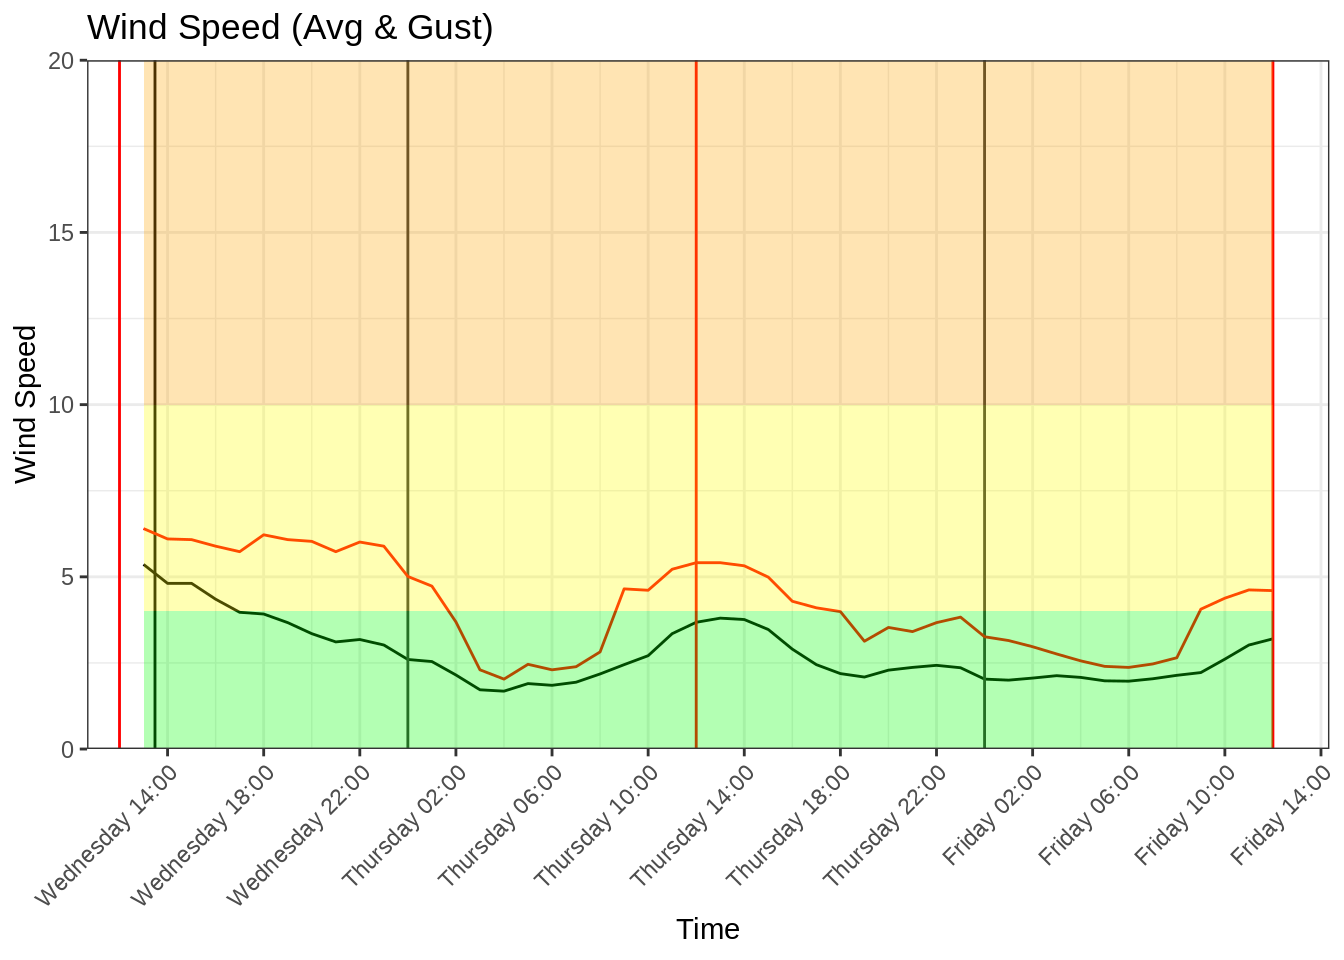 Wind Speed (Avg & Gust)
20
15
10
5
0
Wind Speed
Wednesday 14:00
Wednesday 18:00
Wednesday 22:00
Thursday 02:00
Thursday 06:00
Thursday 10:00
Thursday 14:00
Thursday 18:00
Thursday 22:00
Friday 02:00
Friday 06:00
Friday 10:00
Friday 14:00
Time